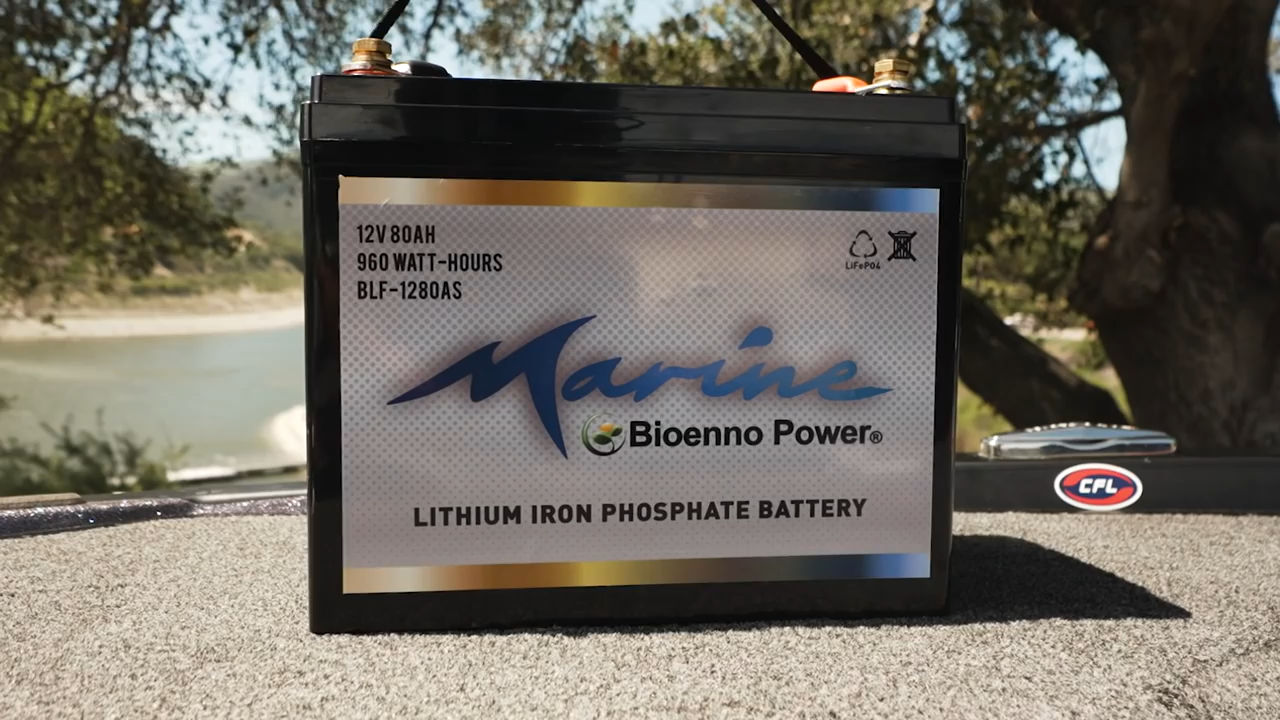 12V 80AH
960 WATT-HOURS
BLF-1280AS
LiFePO4
Marine
Bioenno Power®
LITHIUM IRON PHOSPHATE BATTERY
CFL